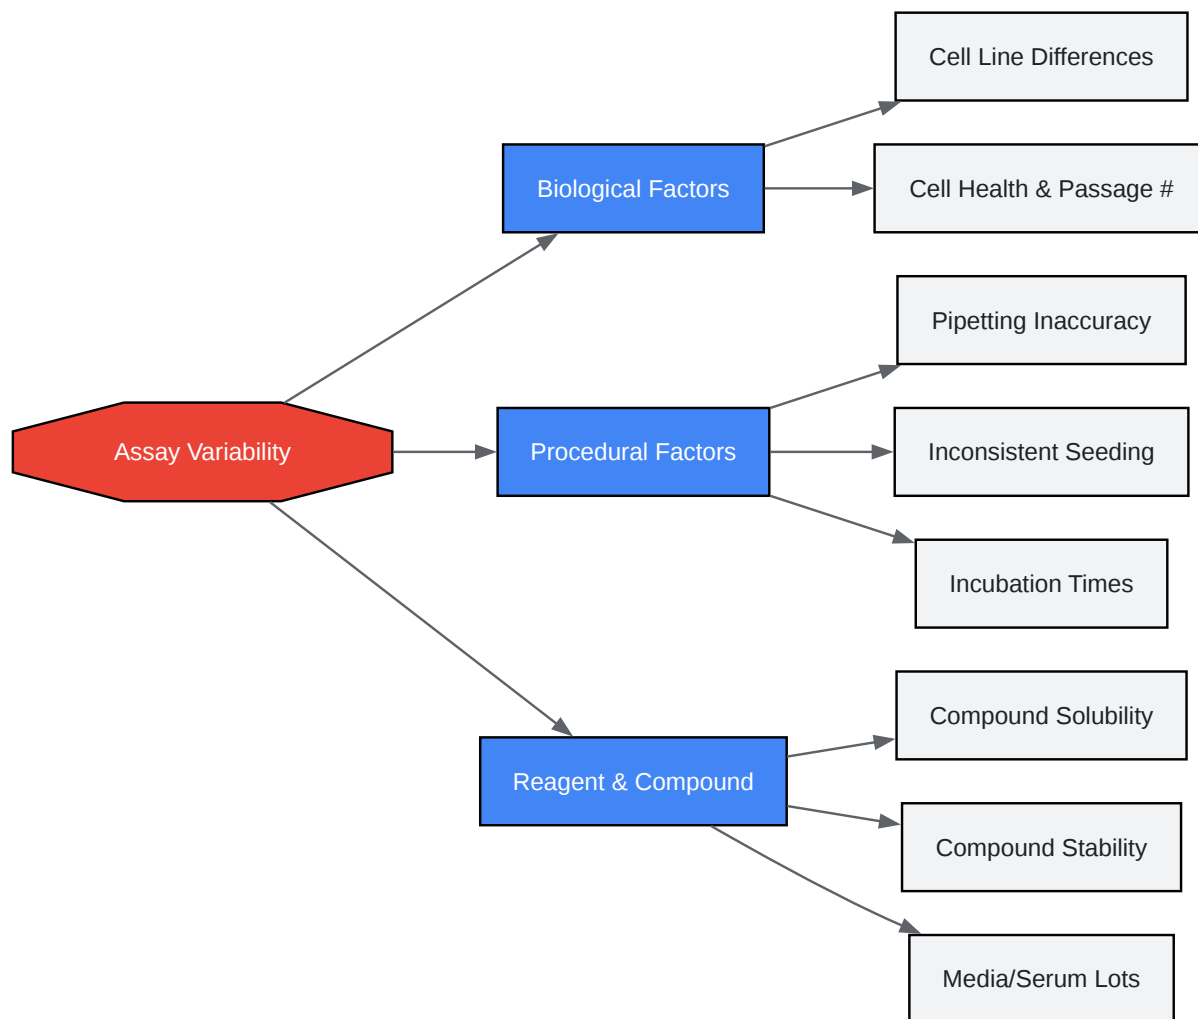 Cell Line Differences
Biological Factors
Cell Health & Passage #
Pipetting Inaccuracy
Assay Variability
Procedural Factors
Inconsistent Seeding
Incubation Times
Compound Solubility
Reagent & Compound
Compound Stability
Media/Serum Lots